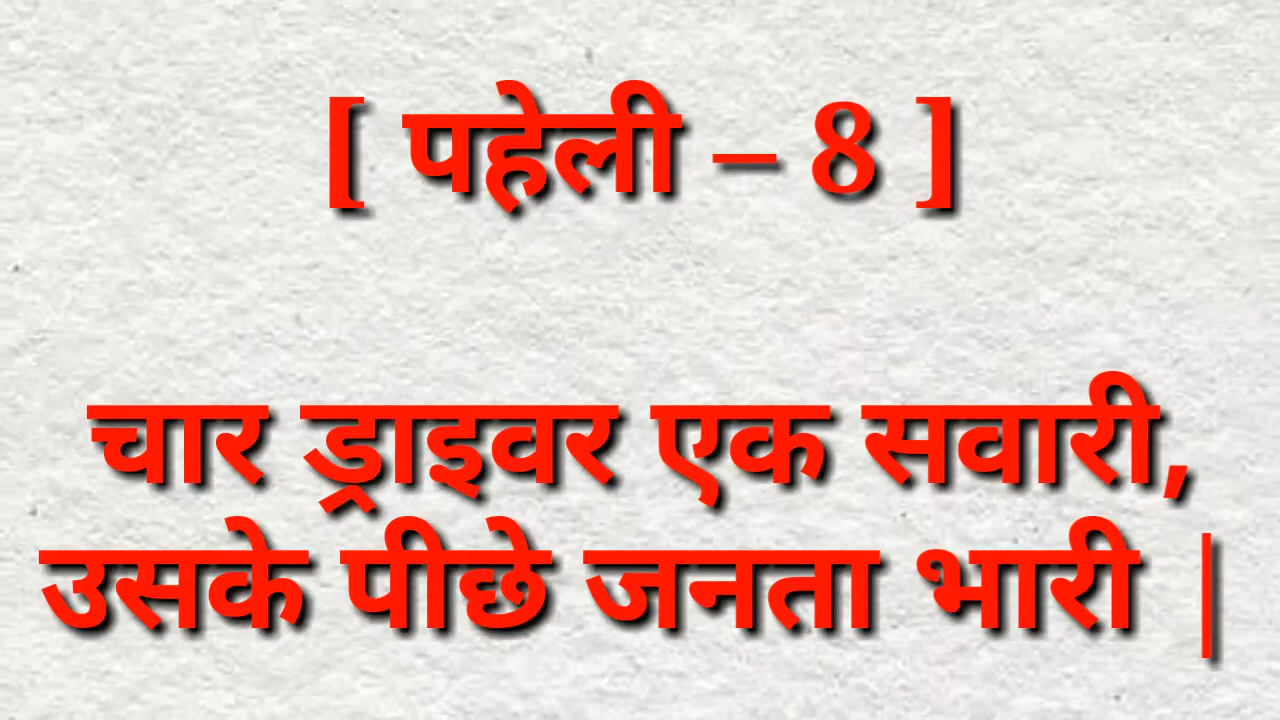 [ पहेली – 8 ]
चार ड्राइवर एक सवारी,
उसके पीछे जनता भारी |